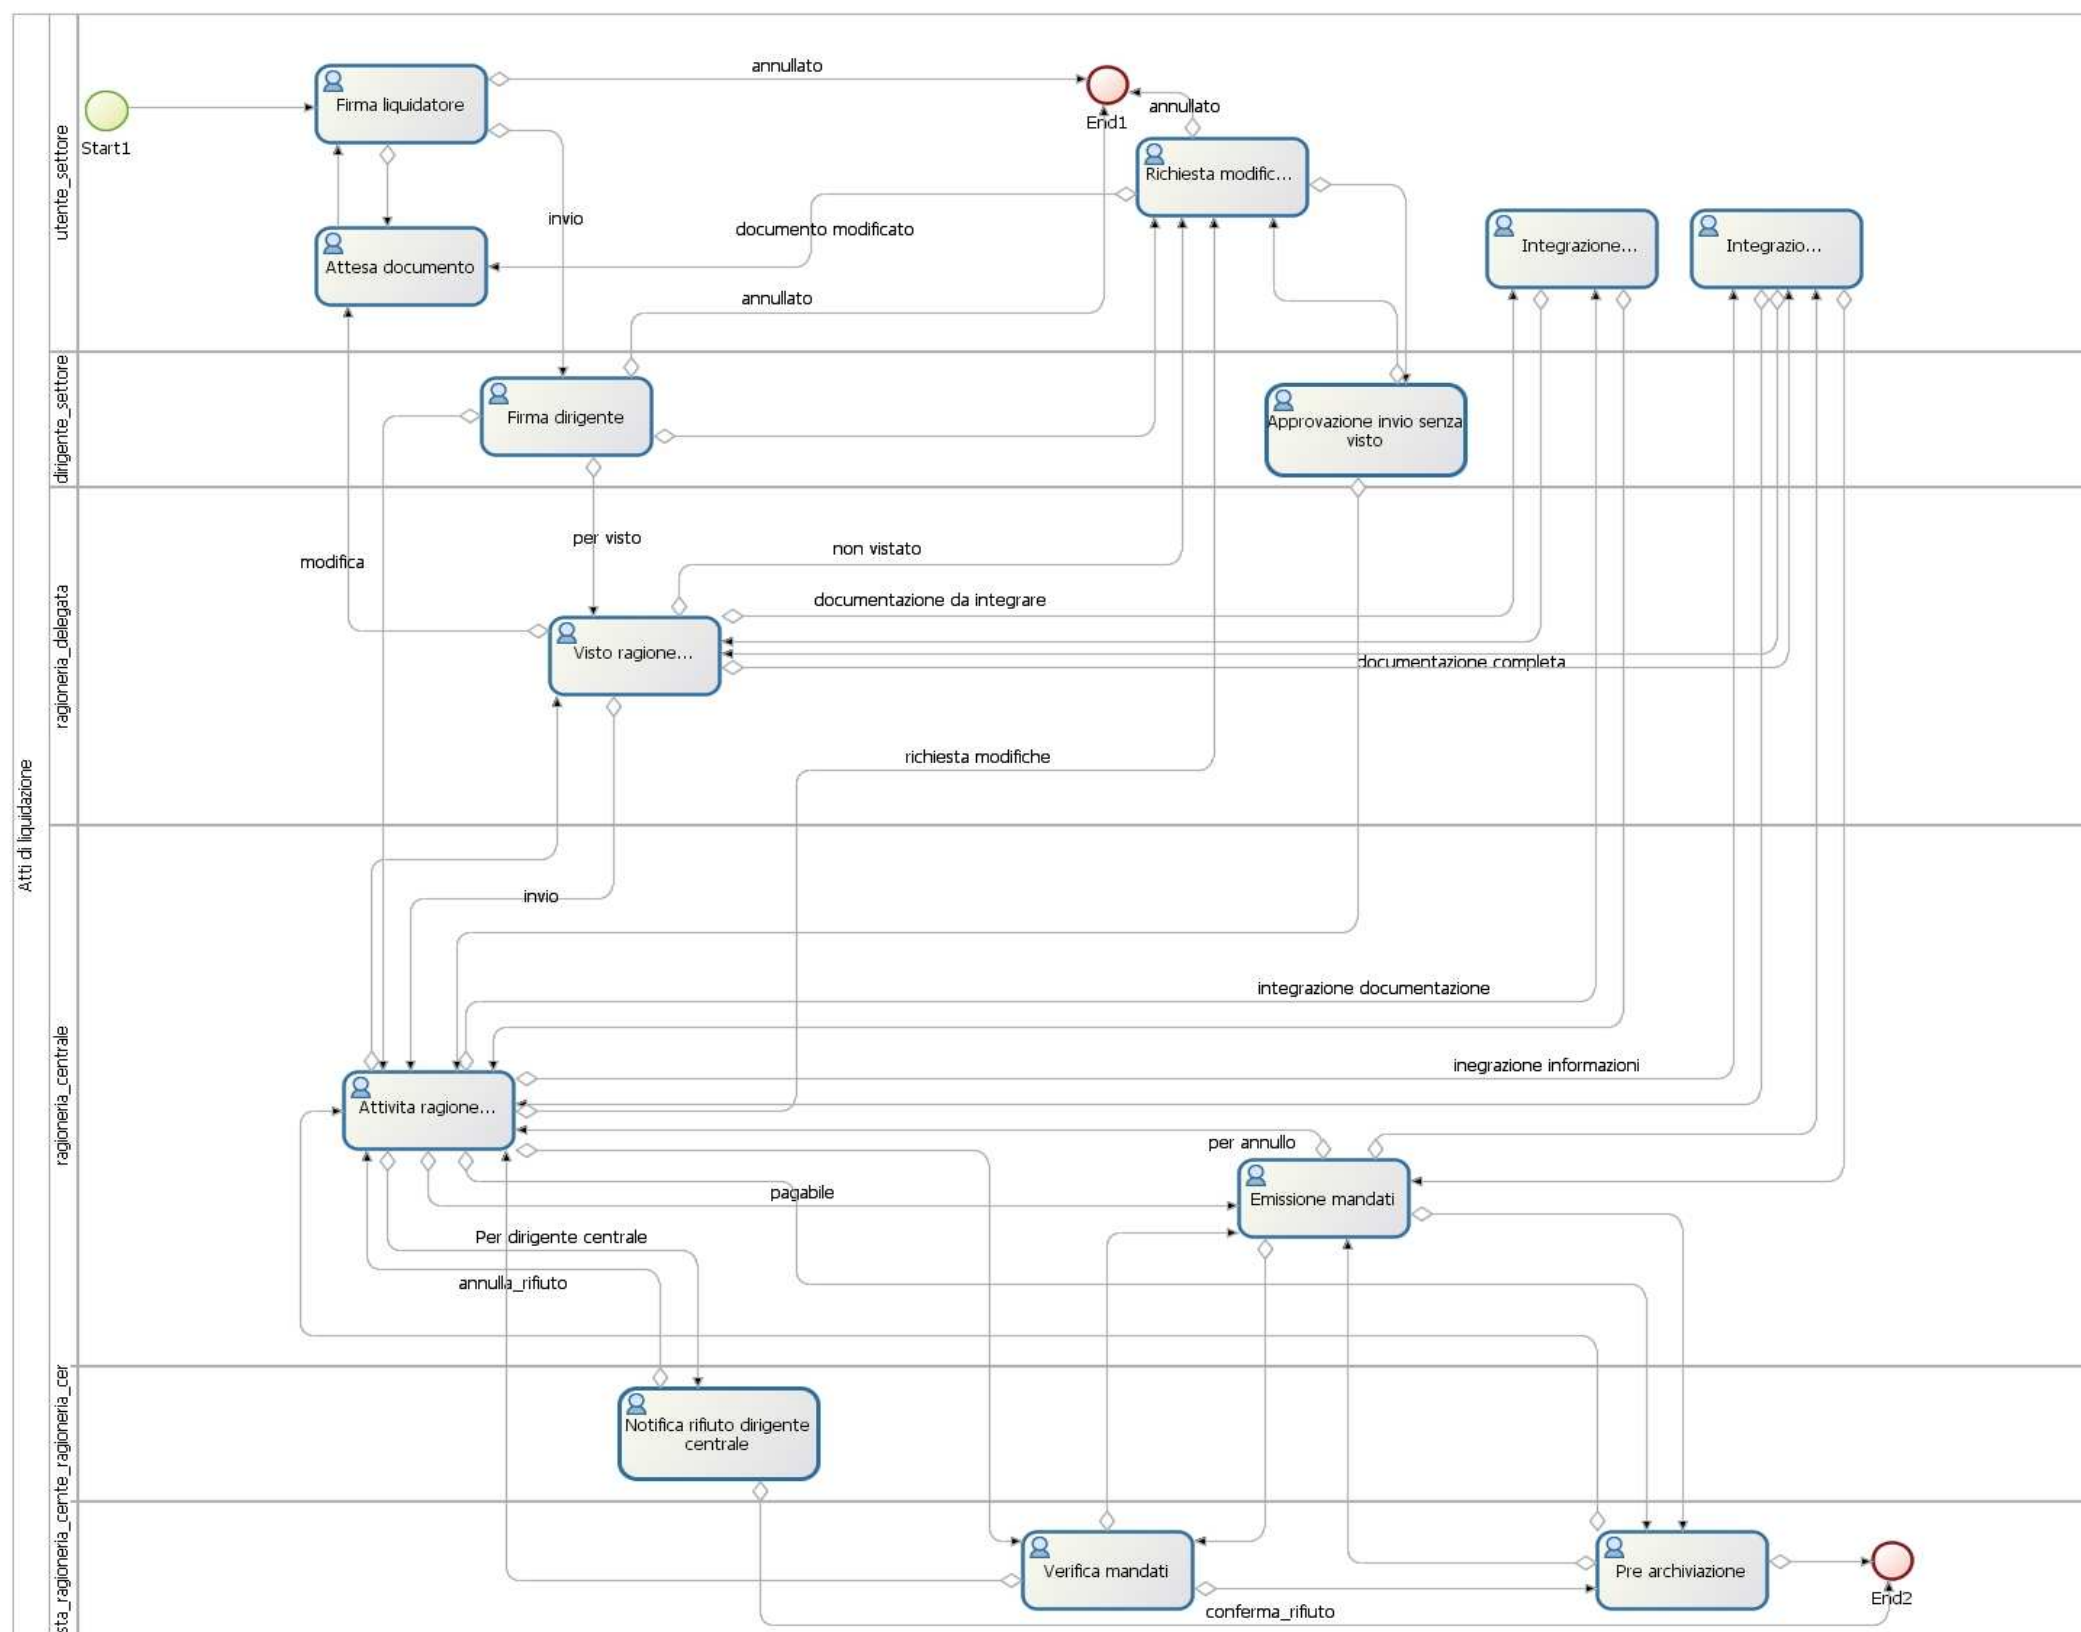 annullato
Firma liquidatore
annullato
End1
Start1
Richiesta modific...
invio
documento modificato
Integrazione...
Integrazio...
Attesa documento
annullato
utente_settore
Firma dirigente
Approvazione invio senza
visto
dirigente_settore
per visto
non vistato
modifica
documentazione da integrare
Visto ragione...
documentazione completa
ragioneria_delegata
richiesta modifiche
Atti di liquidazione
invio
integrazione documentazione
inegrazione informazioni
Attivita ragione...
per annullo
ragioneria_centrale
pagabile
Emissione mandati
Per dirigente centrale
annulla_rifiuto
Notifica rifiuto dirigente
centrale
Verifica mandati
Pre archiviazione
End2
conferma_rifiuto